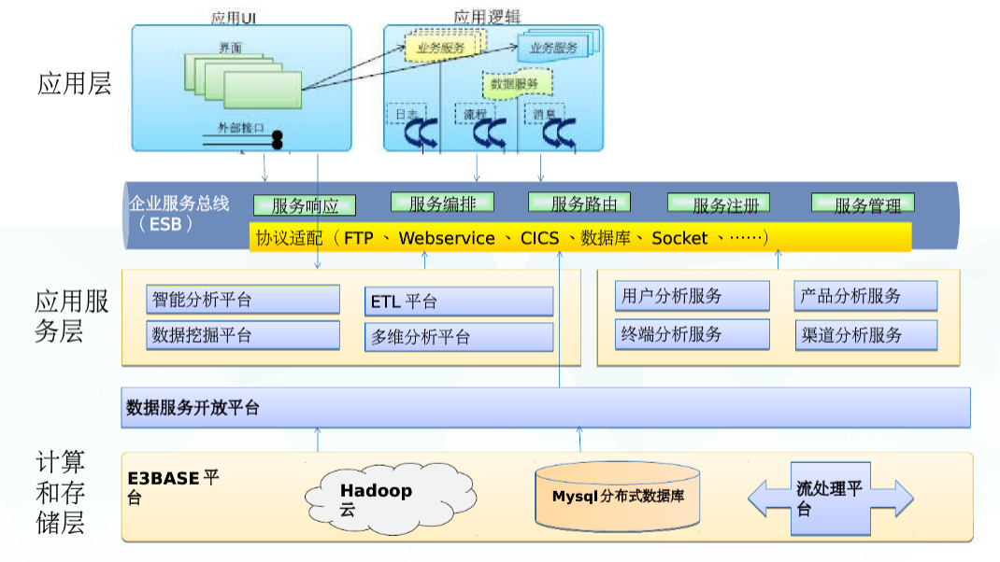 应用UI
应用逻辑
应用层
界面
外部接口
业务服务
业务服务
数据服务
日志
流程
消息
企业服务总线
（ESB）
服务响应
服务编排
服务路由
服务注册
服务管理
协议适配（FTP、Webservice、CICS、数据库、Socket、……）
应用服
务层
智能分析平台
数据挖掘平台
ETL 平台
多维分析平台
用户分析服务
产品分析服务
终端分析服务
渠道分析服务
数据服务开放平台
计算
和存
储层
E3BASE 平
台
Hadoop
云
Mysql 分布式数据库
流处理平
台